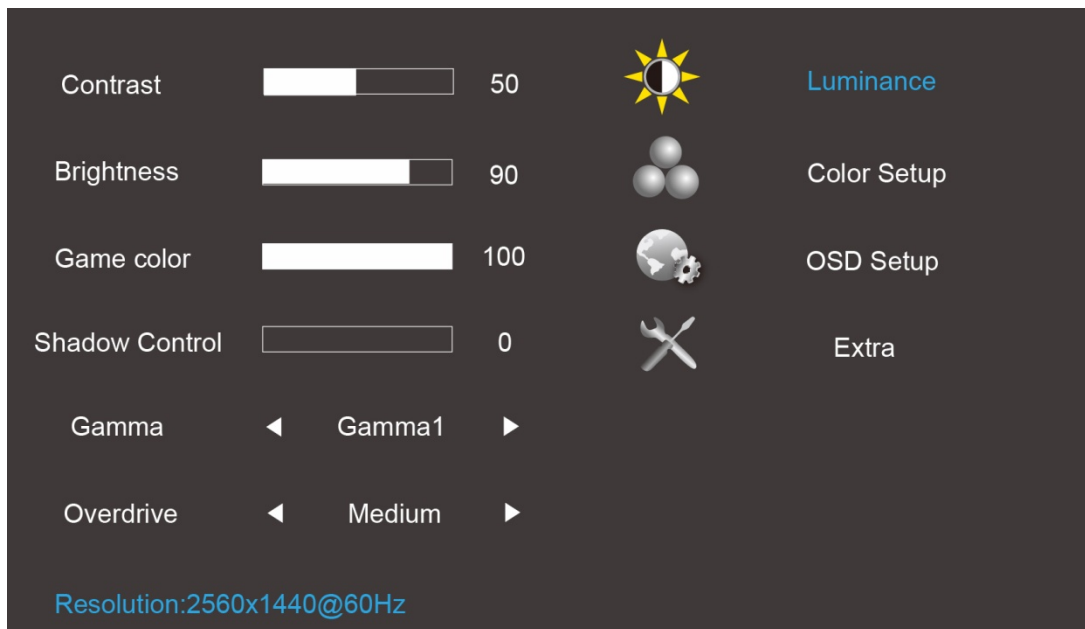 Contrast 50 Luminance
Brightness 90 Color Setup
Game color 100 OSD Setup
Shadow Control 0 Extra
Gamma Gamma1
Overdrive Medium
Resolution:2560x1440@60Hz